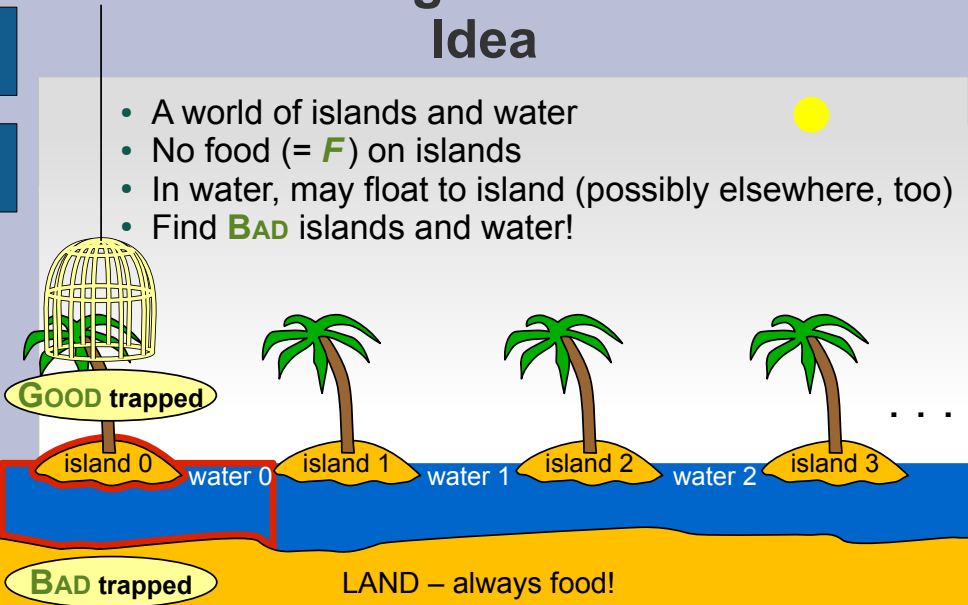 Idea
• A world of islands and water
• No food (= F) on islands
• In water, may float to island (possibly elsewhere, too)
• Find BAD islands and water!
GOOD trapped
. . .
island 0
water 0
island 1
water 1
island 2
water 2
island 3
BAD trapped
LAND – always food!